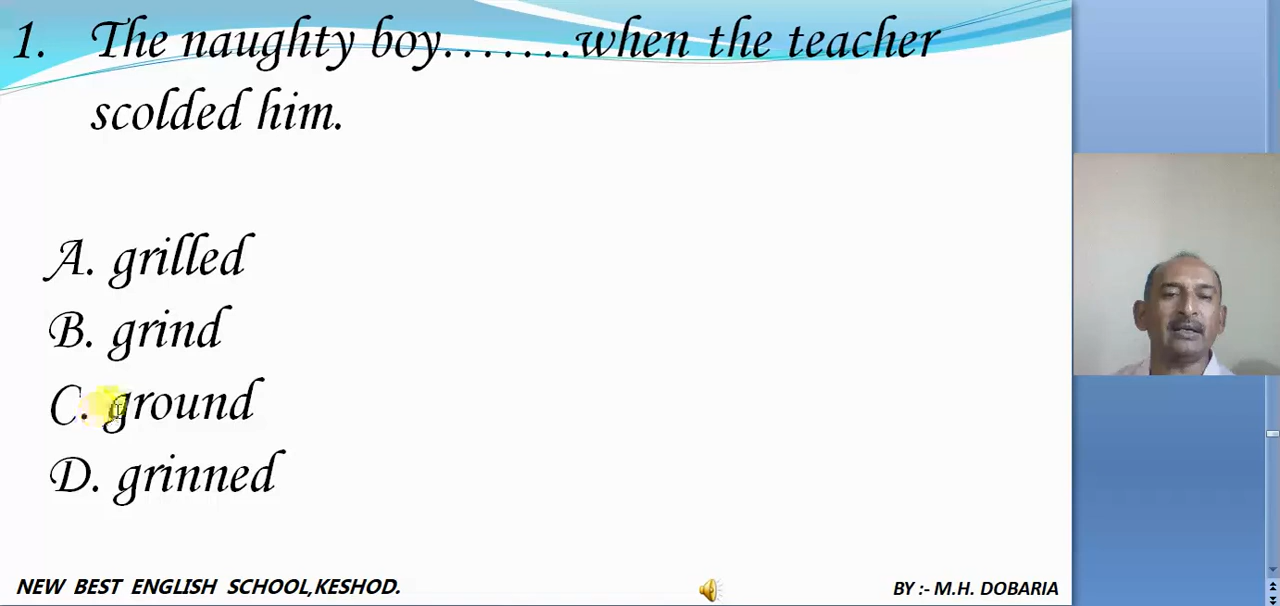 1. The naughty boy.......when the teacher
scolded him.
A. grilled
B. grind
C. ground
D. grinned
NEW BEST ENGLISH SCHOOL,KESHOD.
BY :- M.H. DOBARIA